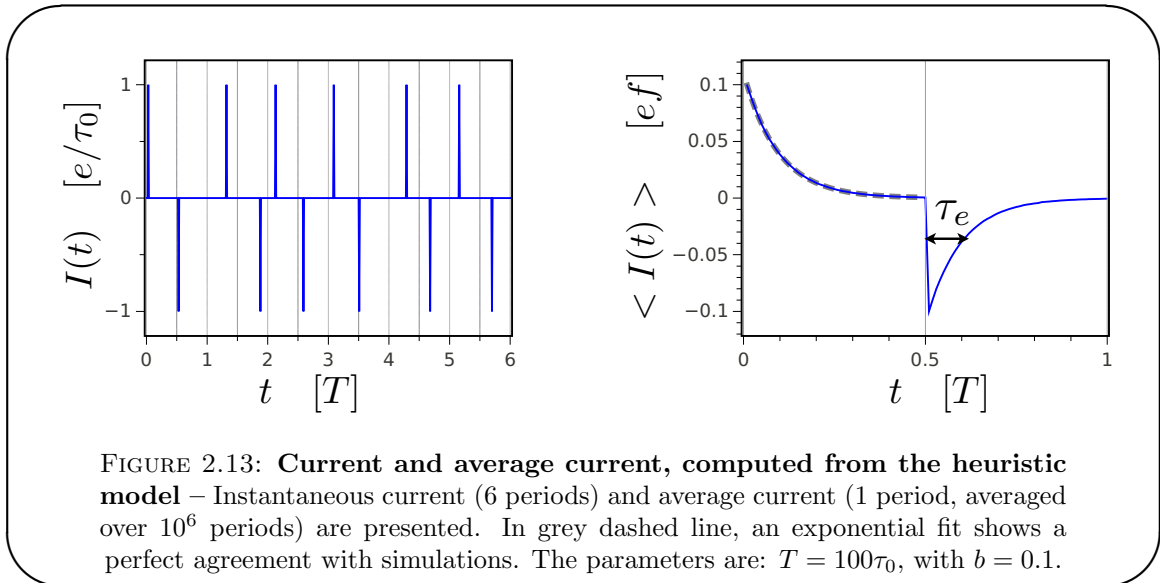 I(t) [e/τ₀]
1
0
−1
0 1 2 3 4 5 6
t [T]
< I(t) > [ef]
0.1
0.05
0
−0.05
−0.1
τₑ
0 0.5 1
t [T]
FIGURE 2.13: Current and average current, computed from the heuristic
model – Instantaneous current (6 periods) and average current (1 period, averaged
over 10⁶ periods) are presented. In grey dashed line, an exponential fit shows a
perfect agreement with simulations. The parameters are: T = 100τ₀, with b = 0.1.